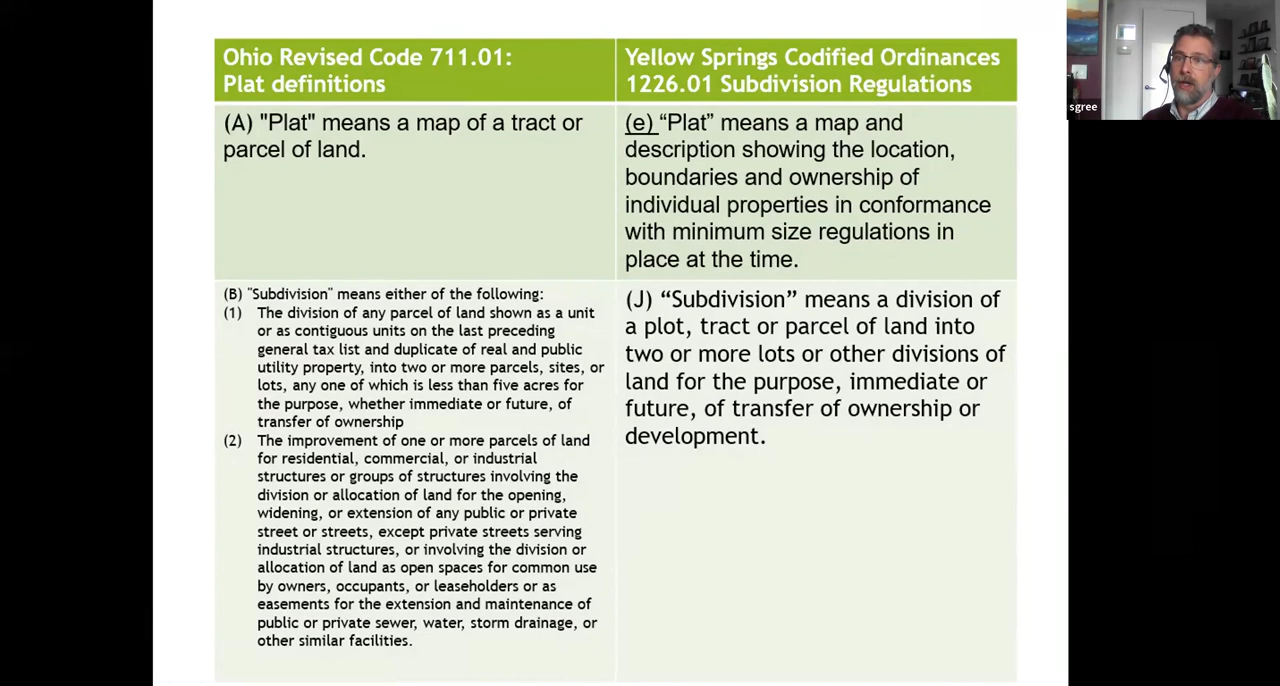 Ohio Revised Code 711.01:
Plat definitions
Yellow Springs Codified Ordinances
1226.01 Subdivision Regulations
(A) "Plat" means a map of a tract or
parcel of land.
(e) “Plat” means a map and
description showing the location,
boundaries and ownership of
individual properties in conformance
with minimum size regulations in
place at the time.
(B) "Subdivision" means either of the following:
(1) The division of any parcel of land shown as a unit
or as contiguous units on the last preceding
general tax list and duplicate of real and public
utility property, into two or more parcels, sites, or
lots, any one of which is less than five acres for
the purpose, whether immediate or future, of
transfer of ownership
(2) The improvement of one or more parcels of land
for residential, commercial, or industrial
structures or groups of structures involving the
division or allocation of land for the opening,
widening, or extension of any public or private
street or streets, except private streets serving
industrial structures, or involving the division or
allocation of land as open spaces for common use
by owners, occupants, or leaseholders or as
easements for the extension and maintenance of
public or private sewer, water, storm drainage, or
other similar facilities.
(J) “Subdivision” means a division of
a plot, tract or parcel of land into
two or more lots or other divisions of
land for the purpose, immediate or
future, of transfer of ownership or
development.
sgree